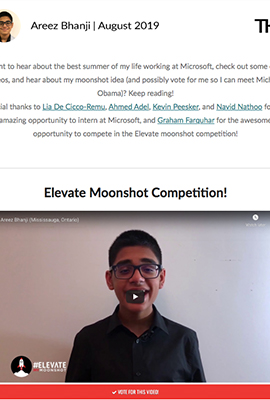 Areez Bhanji | August 2019
TH
nt to hear about the best summer of my life working at Microsoft, check out some
eos, and hear about my moonshot idea (and possibly vote for me so I can meet Mich
Obama)? Keep reading!
cial thanks to Lia De Cicco-Remu, Ahmed Adel, Kevin Peesker, and Navid Nathoo fo
amazing opportunity to intern at Microsoft, and Graham Farquhar for the awesome
opportunity to compete in the Elevate moonshot competition!
Elevate Moonshot Competition!
Areez Bhanji (Mississauga, Ontario)
#ELEVATE
MOONSHOT
✓ VOTE FOR THIS VIDEO!